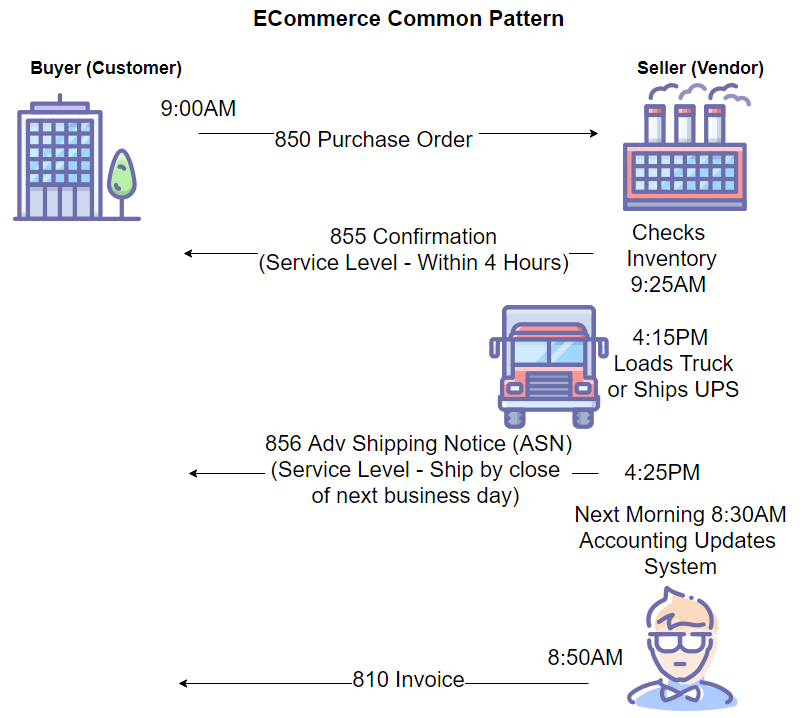 ECommerce Common Pattern
Buyer (Customer)
Seller (Vendor)
9:00AM
850 Purchase Order
855 Confirmation
(Service Level - Within 4 Hours)
Checks
Inventory
9:25AM
4:15PM
Loads Truck
or Ships UPS
856 Adv Shipping Notice (ASN)
(Service Level - Ship by close
of next business day)
4:25PM
Next Morning 8:30AM
Accounting Updates
System
8:50AM
810 Invoice